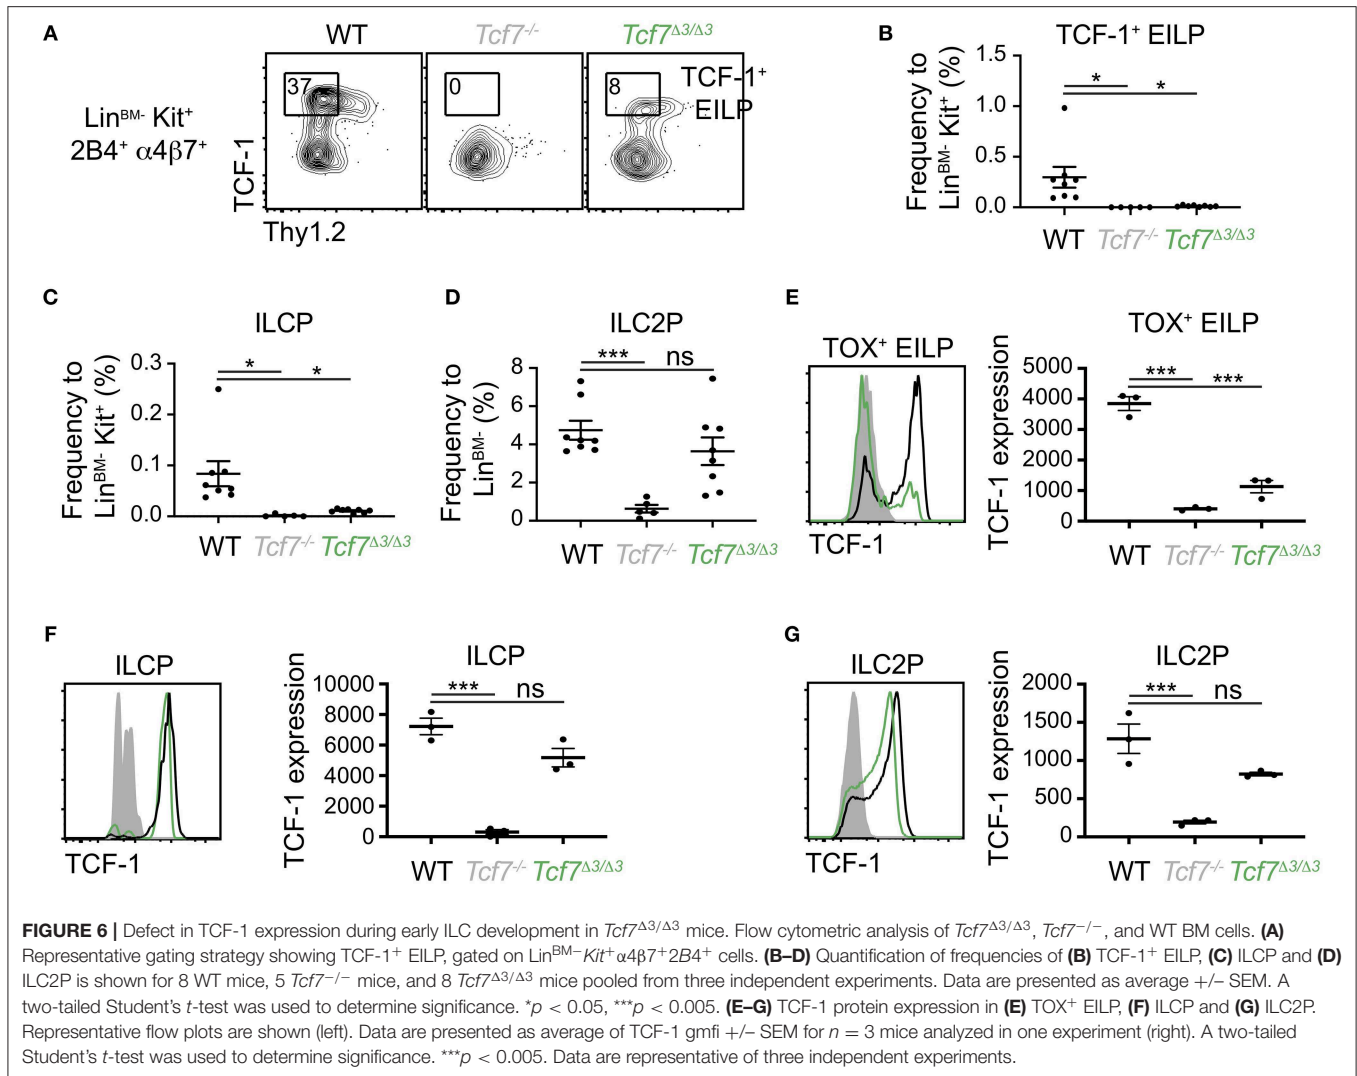 A
WT
Tcf7-/-
Tcf7Δ3/Δ3
LinBM- Kit+
2B4+ α4β7+
37
0
8
TCF-1+
EILP
TCF-1
Thy1.2
B
TCF-1+ EILP
Frequency to
LinBM- Kit+ (%)
1.5
1.0
0.5
0.0
*
*
WT
Tcf7-/-
Tcf7Δ3/Δ3
C
ILCP
Frequency to
LinBM- Kit+ (%)
0.3
0.2
0.1
0.0
*
*
WT
Tcf7-/-
Tcf7Δ3/Δ3
D
ILC2P
Frequency to
LinBM- (%)
8
6
4
2
0
***
ns
WT
Tcf7-/-
Tcf7Δ3/Δ3
E
TOX+ EILP
TCF-1
TOX+ EILP
TCF-1 expression
5000
4000
3000
2000
1000
0
***
***
WT
Tcf7-/-
Tcf7Δ3/Δ3
F
ILCP
TCF-1
ILCP
TCF-1 expression
10000
8000
6000
4000
2000
0
***
ns
WT
Tcf7-/-
Tcf7Δ3/Δ3
G
ILC2P
TCF-1
ILC2P
TCF-1 expression
2000
1500
1000
500
0
***
ns
WT
Tcf7-/-
Tcf7Δ3/Δ3
FIGURE 6 | Defect in TCF-1 expression during early ILC development in Tcf7Δ3/Δ3 mice. Flow cytometric analysis of Tcf7Δ3/Δ3, Tcf7−/−, and WT BM cells. (A)
Representative gating strategy showing TCF-1+ EILP, gated on LinBM−Kit+α4β7+2B4+ cells. (B–D) Quantification of frequencies of (B) TCF-1+ EILP, (C) ILCP and (D)
ILC2P is shown for 8 WT mice, 5 Tcf7−/− mice, and 8 Tcf7Δ3/Δ3 mice pooled from three independent experiments. Data are presented as average +/− SEM. A
two-tailed Student's t-test was used to determine significance. *p < 0.05, ***p < 0.005. (E–G) TCF-1 protein expression in (E) TOX+ EILP, (F) ILCP and (G) ILC2P.
Representative flow plots are shown (left). Data are presented as average of TCF-1 gmfi +/− SEM for n = 3 mice analyzed in one experiment (right). A two-tailed
Student's t-test was used to determine significance. ***p < 0.005. Data are representative of three independent experiments.